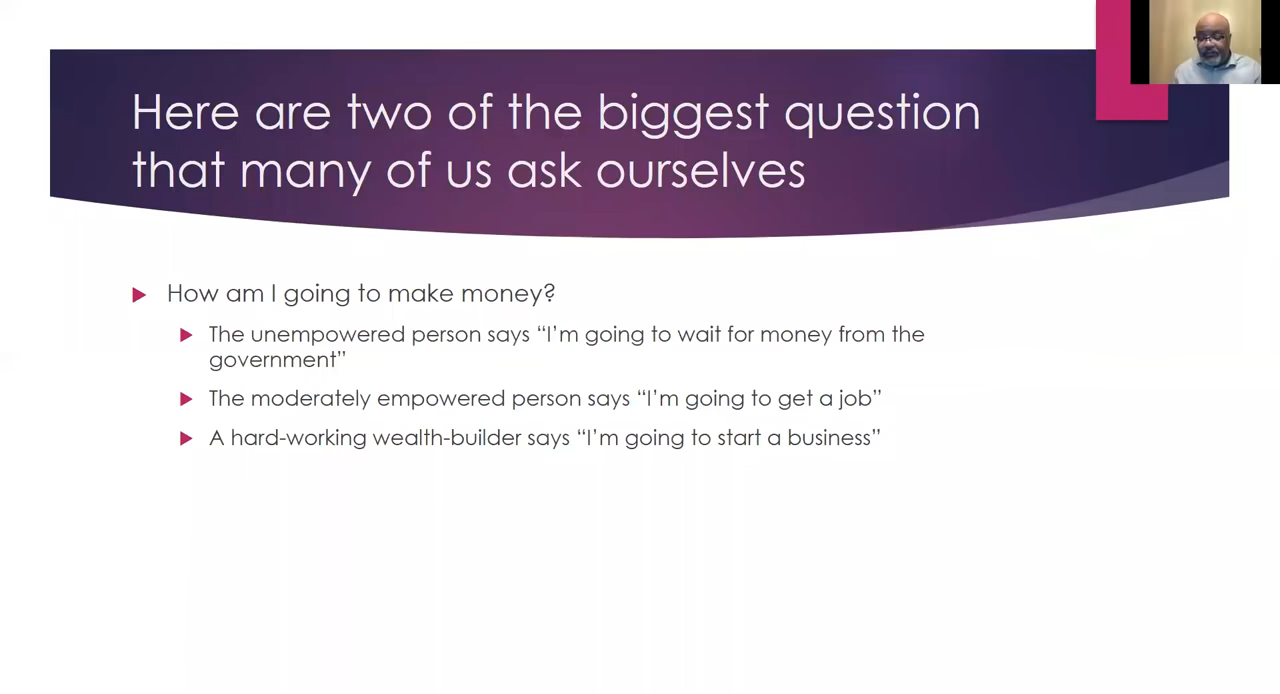 Here are two of the biggest question
that many of us ask ourselves
How am I going to make money?
The unempowered person says “I’m going to wait for money from the
government”
The moderately empowered person says “I’m going to get a job”
A hard-working wealth-builder says “I’m going to start a business”